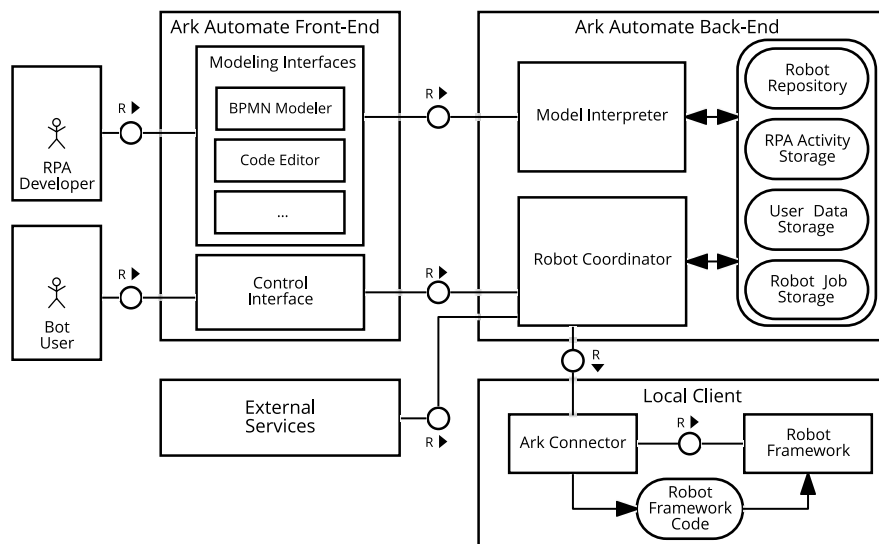 Ark Automate Front-End
Modeling Interfaces
BPMN Modeler
Code Editor
...
Control
Interface
R
RPA
Developer
R
Bot
User
R
R
Ark Automate Back-End
Model Interpreter
Robot Coordinator
Robot
Repository
RPA Activity
Storage
User Data
Storage
Robot Job
Storage
External
Services
R
R
Local Client
Ark Connector
R
Robot
Framework
Robot
Framework
Code